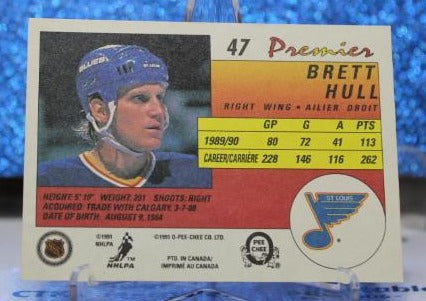 47 Premier
BRETT
HULL
RIGHT WING • AILIER DROIT
GP G A PTS
1989/90 80 72 41 113
CAREER/CARRIÈRE 228 146 116 262
HEIGHT: 5' 10" WEIGHT: 201 SHOOTS: RIGHT
ACQUIRED: TRADE WITH CALGARY, 3-7-88
DATE OF BIRTH: AUGUST 9, 1964
ST LOUIS
©1991
NHLPA
NHLPA
©1991 O-PEE-CHEE CO. LTD.
PTD. IN CANADA/
IMPRIMÉ AU CANADA
O
PEE
CHEE